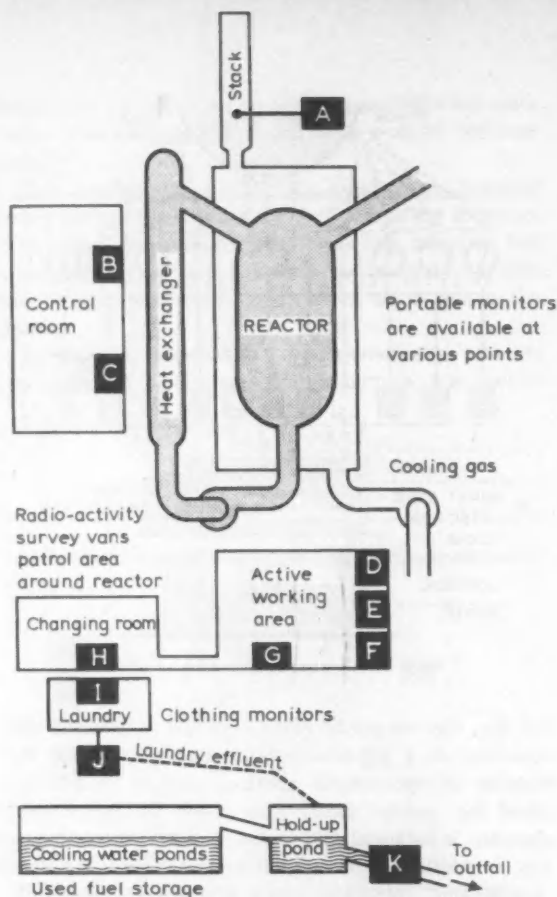 Stack
A
B
Control
room
C
Heat exchanger
REACTOR
Portable monitors
are available at
various points
Cooling gas
Radio-activity
survey vans
patrol area
around reactor
Active
working
area
D
E
F
G
Changing room
H
I
Laundry
Clothing monitors
J
Laundry effluent
Cooling water ponds
Hold-up
pond
K
To
outfall
Used fuel storage